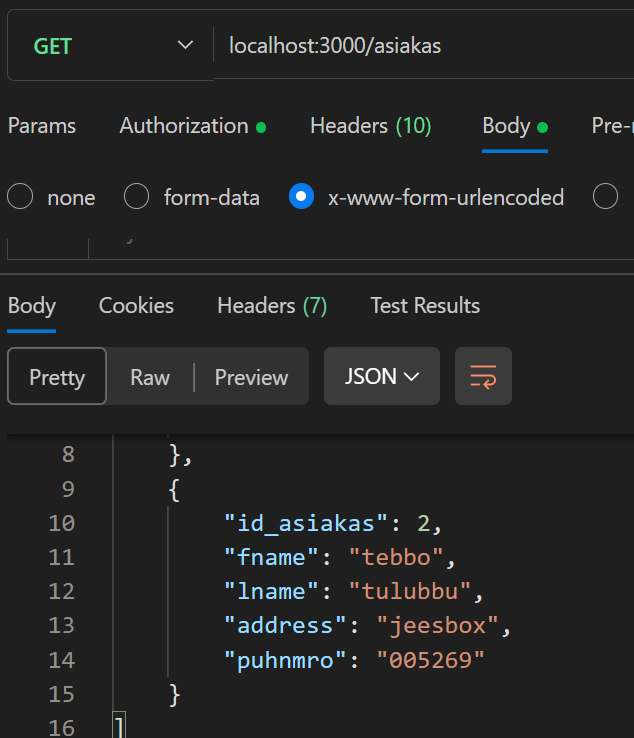 GET localhost:3000/asiakas
Params Authorization Headers (10) Body Pre-
none form-data x-www-form-urlencoded
Body Cookies Headers (7) Test Results
Pretty Raw Preview JSON
8 },
9 {
10 "id_asiakas": 2,
11 "fname": "tebbo",
12 "lname": "tulubbu",
13 "address": "jeesbox",
14 "puhnmro": "005269"
15 }
16 ]